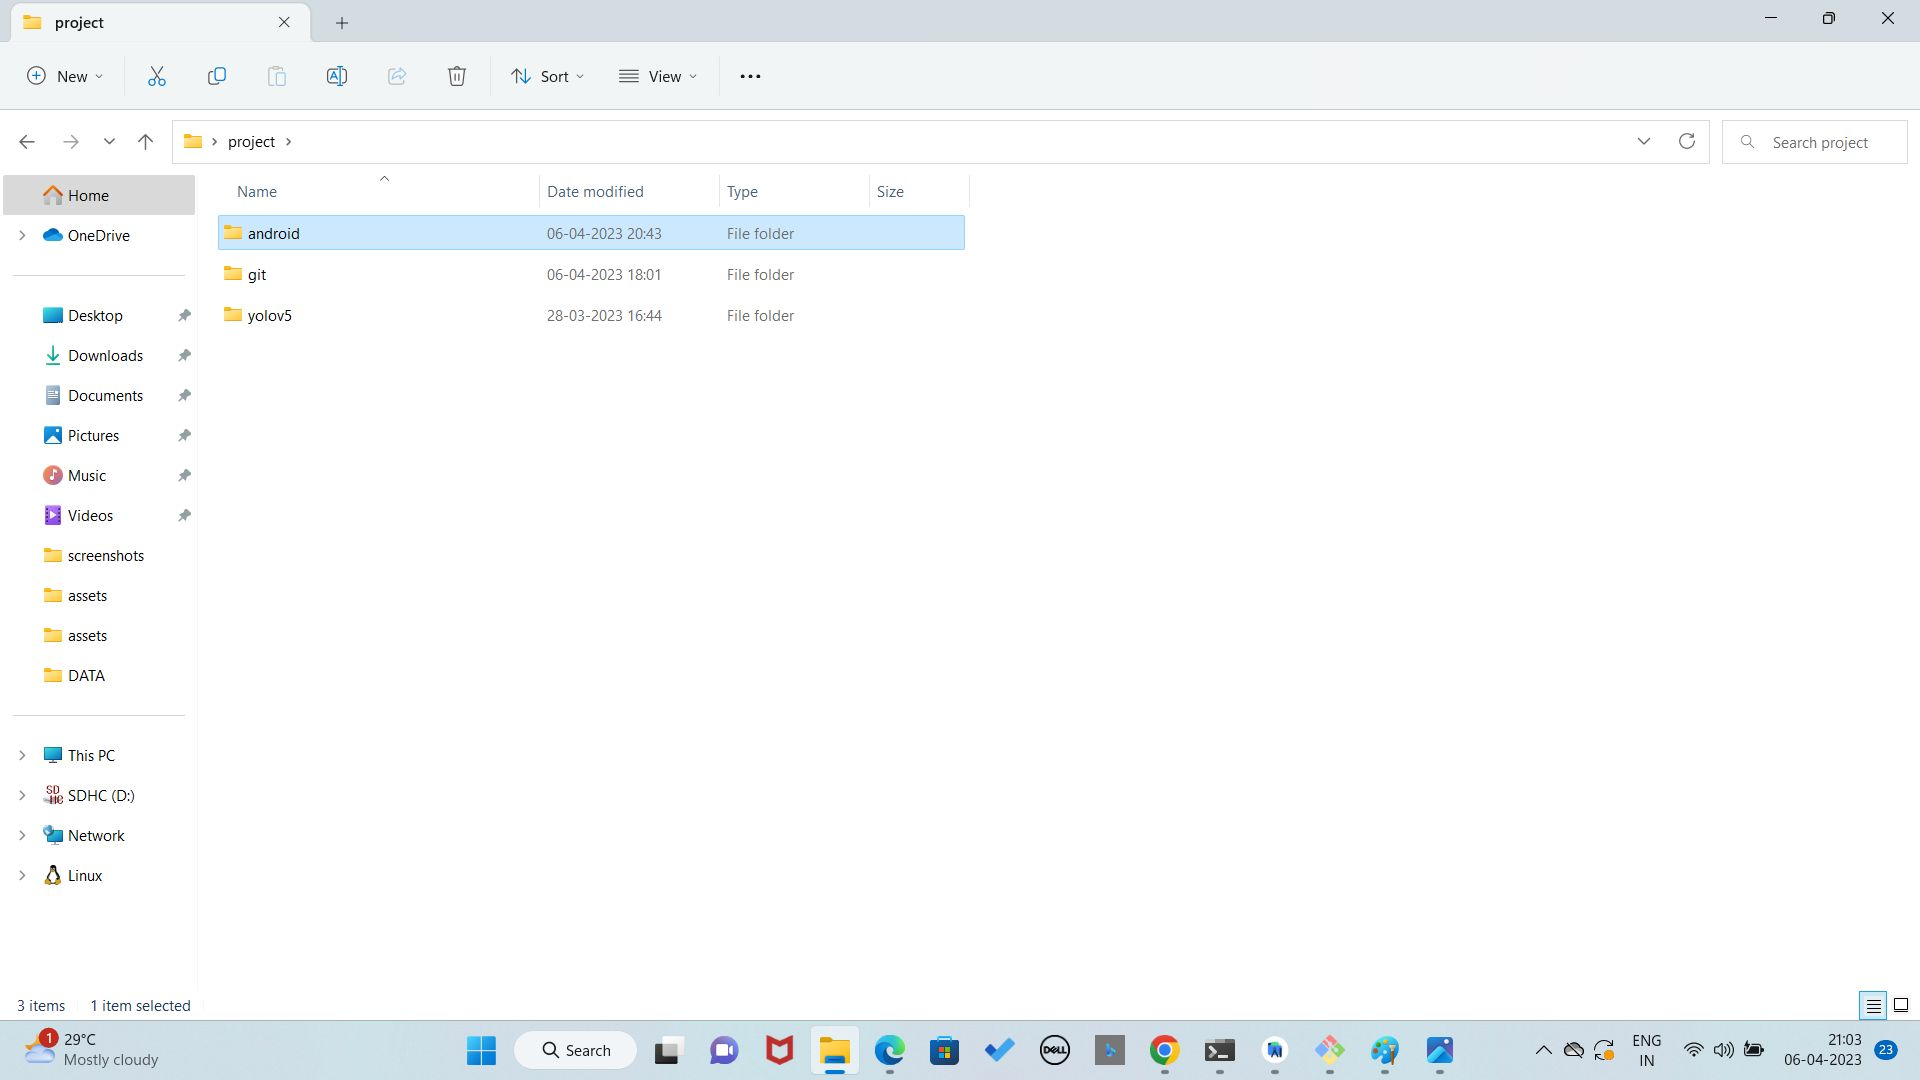 project
New
Sort
View
project
Search project
Name
Date modified
Type
Size
android
06-04-2023 20:43
File folder
git
06-04-2023 18:01
File folder
yolov5
28-03-2023 16:44
File folder
Home
OneDrive
Desktop
Downloads
Documents
Pictures
Music
Videos
screenshots
assets
assets
DATA
This PC
SDHC (D:)
Network
Linux
3 items
1 item selected
1
29°C
Mostly cloudy
Search
DELL
ENG
IN
21:03
06-04-2023
23